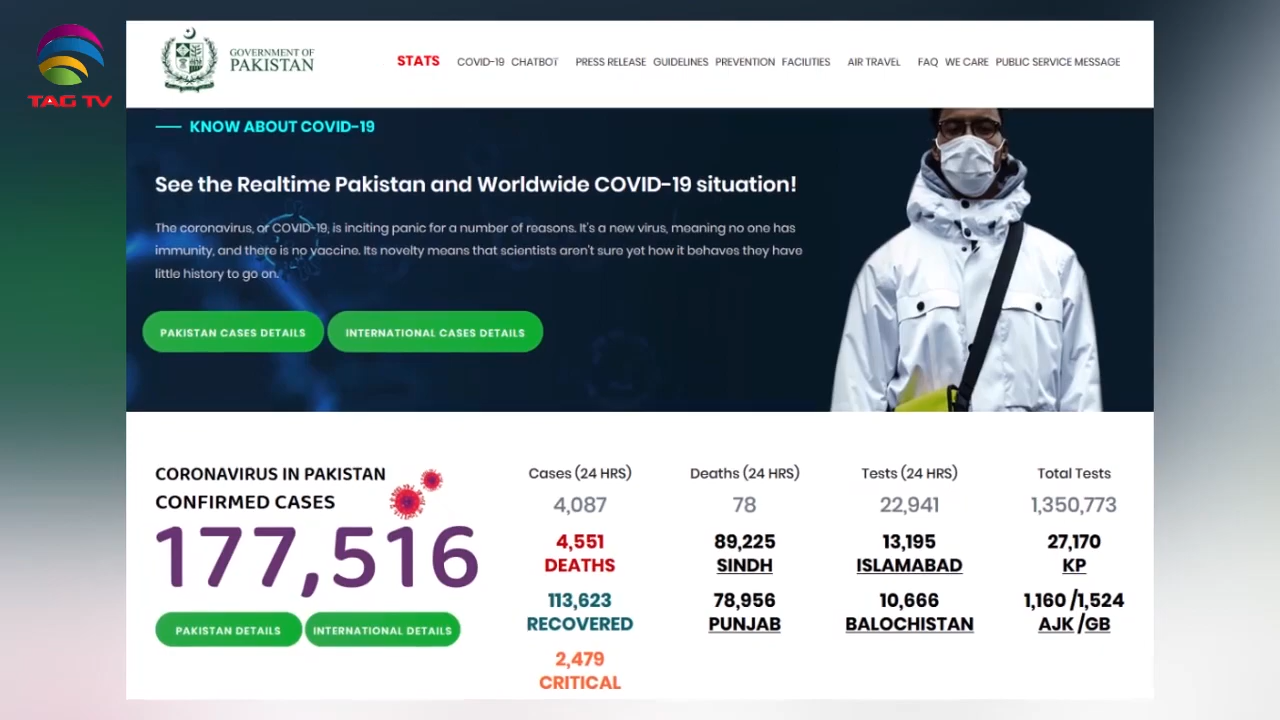 TAG TV
GOVERNMENT OF
PAKISTAN
STATS COVID-19 CHATBOT PRESS RELEASE GUIDELINES PREVENTION FACILITIES AIR TRAVEL FAQ WE CARE PUBLIC SERVICE MESSAGE
KNOW ABOUT COVID-19
See the Realtime Pakistan and Worldwide COVID-19 situation!
The coronavirus, or COVID-19, is inciting panic for a number of reasons. It's a new virus, meaning no one has
immunity, and there is no vaccine. Its novelty means that scientists aren't sure yet how it behaves they have
little history to go on.
PAKISTAN CASES DETAILS INTERNATIONAL CASES DETAILS
CORONAVIRUS IN PAKISTAN
CONFIRMED CASES
177,516
PAKISTAN DETAILS INTERNATIONAL DETAILS
Cases (24 HRS) Deaths (24 HRS) Tests (24 HRS) Total Tests
4,087 78 22,941 1,350,773
4,551 89,225 13,195 27,170
DEATHS SINDH ISLAMABAD KP
113,623 78,956 10,666 1,160 /1,524
RECOVERED PUNJAB BALOCHISTAN AJK /GB
2,479
CRITICAL